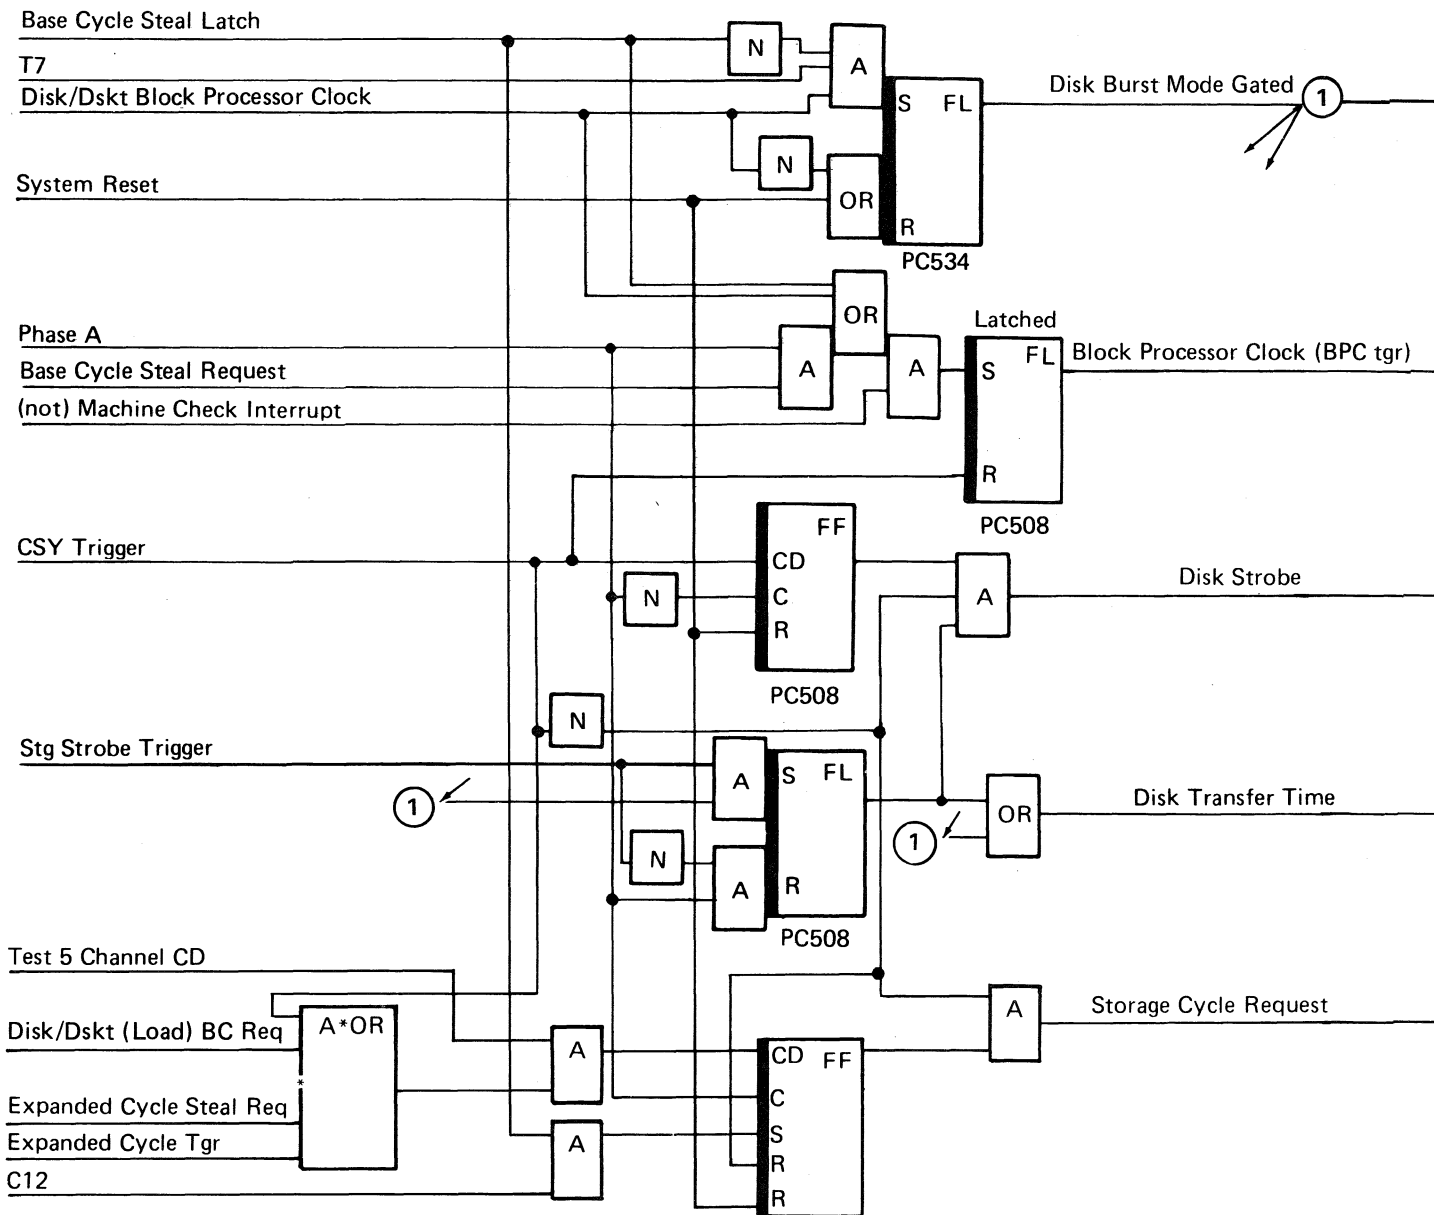 Base Cycle Steal Latch
N
A
T7
Disk/Dskt Block Processor Clock
S FL
Disk Burst Mode Gated
1
N
System Reset
OR
R
PC534
OR
Latched
Phase A
FL
Block Processor Clock (BPC tgr)
Base Cycle Steal Request
A
A
S
(not) Machine Check Interrupt
R
PC508
FF
CSY Trigger
CD
Disk Strobe
N
C
A
R
PC508
N
Stg Strobe Trigger
A
S FL
1
Disk Transfer Time
OR
1
N
A
R
PC508
Test 5 Channel CD
A*OR
A
Storage Cycle Request
Disk/Dskt (Load) BC Req
A
CD FF
*
C
Expanded Cycle Steal Req
Expanded Cycle Tgr
A
S
R
C12
R